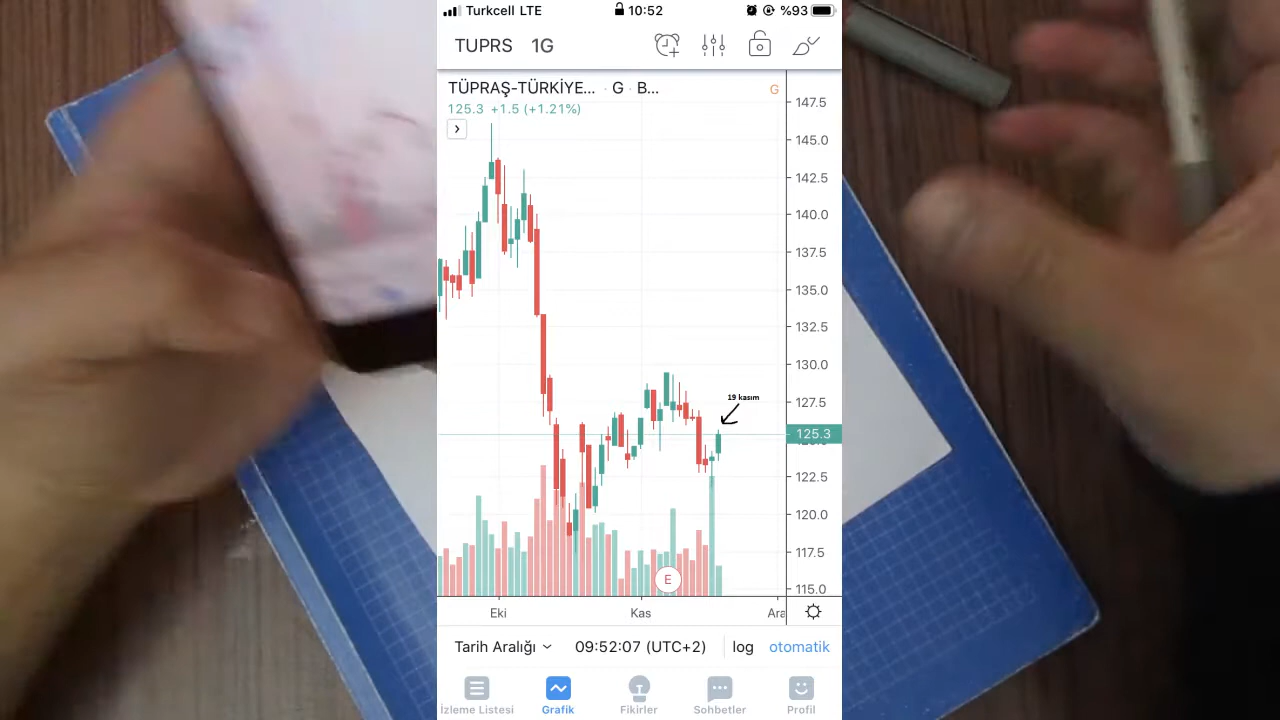 Turkcell LTE 10:52 %93
TUPRS 1G
TÜPRAŞ-TÜRKİYE... · G · B...
G
125.3 +1.5 (+1.21%)
147.5
145.0
142.5
140.0
137.5
135.0
132.5
130.0
127.5
19 kasım
125.3
122.5
120.0
117.5
115.0
E
Eki Kas Ara
Tarih Aralığı 09:52:07 (UTC+2) log otomatik
İzleme Listesi Grafik Fikirler Sohbetler Profil